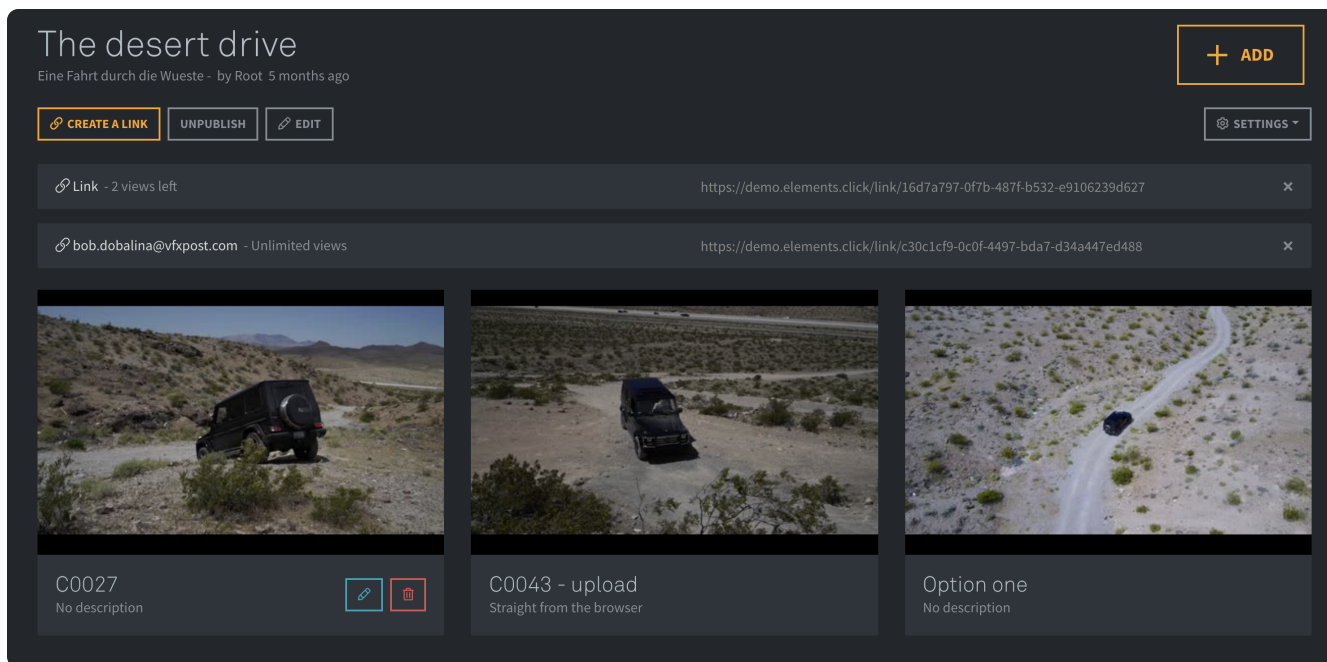 The desert drive
Eine Fahrt durch die Wueste - by Root 5 months ago
ADD
CREATE A LINK
UNPUBLISH
EDIT
SETTINGS
Link - 2 views left
https://demo.elements.click/link/16d7a797-0f7b-487f-b532-e9106239d627
bob.dobalina@vfxpost.com - Unlimited views
https://demo.elements.click/link/c30c1cf9-0c0f-4497-bda7-d34a447ed488
C0027
No description
C0043 - upload
Straight from the browser
Option one
No description